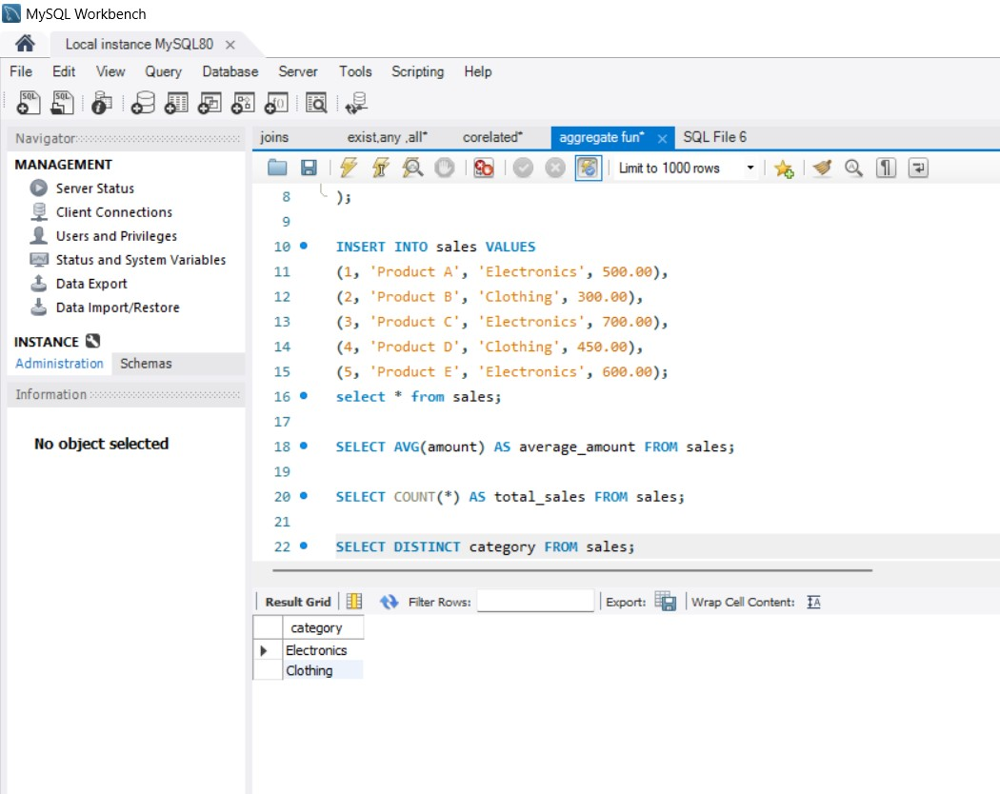 MySQL Workbench
Local instance MySQL80
File Edit View Query Database Server Tools Scripting Help
Navigator
MANAGEMENT
Server Status
Client Connections
Users and Privileges
Status and System Variables
Data Export
Data Import/Restore
INSTANCE
Administration Schemas
Information
No object selected
joins exist,any ,all* corelated* aggregate fun* SQL File 6
Limit to 1000 rows
8 );
9
10 INSERT INTO sales VALUES
11 (1, 'Product A', 'Electronics', 500.00),
12 (2, 'Product B', 'Clothing', 300.00),
13 (3, 'Product C', 'Electronics', 700.00),
14 (4, 'Product D', 'Clothing', 450.00),
15 (5, 'Product E', 'Electronics', 600.00);
16 select * from sales;
17
18 SELECT AVG(amount) AS average_amount FROM sales;
19
20 SELECT COUNT(*) AS total_sales FROM sales;
21
22 SELECT DISTINCT category FROM sales;
Result Grid Filter Rows: Export: Wrap Cell Content:
category
Electronics
Clothing